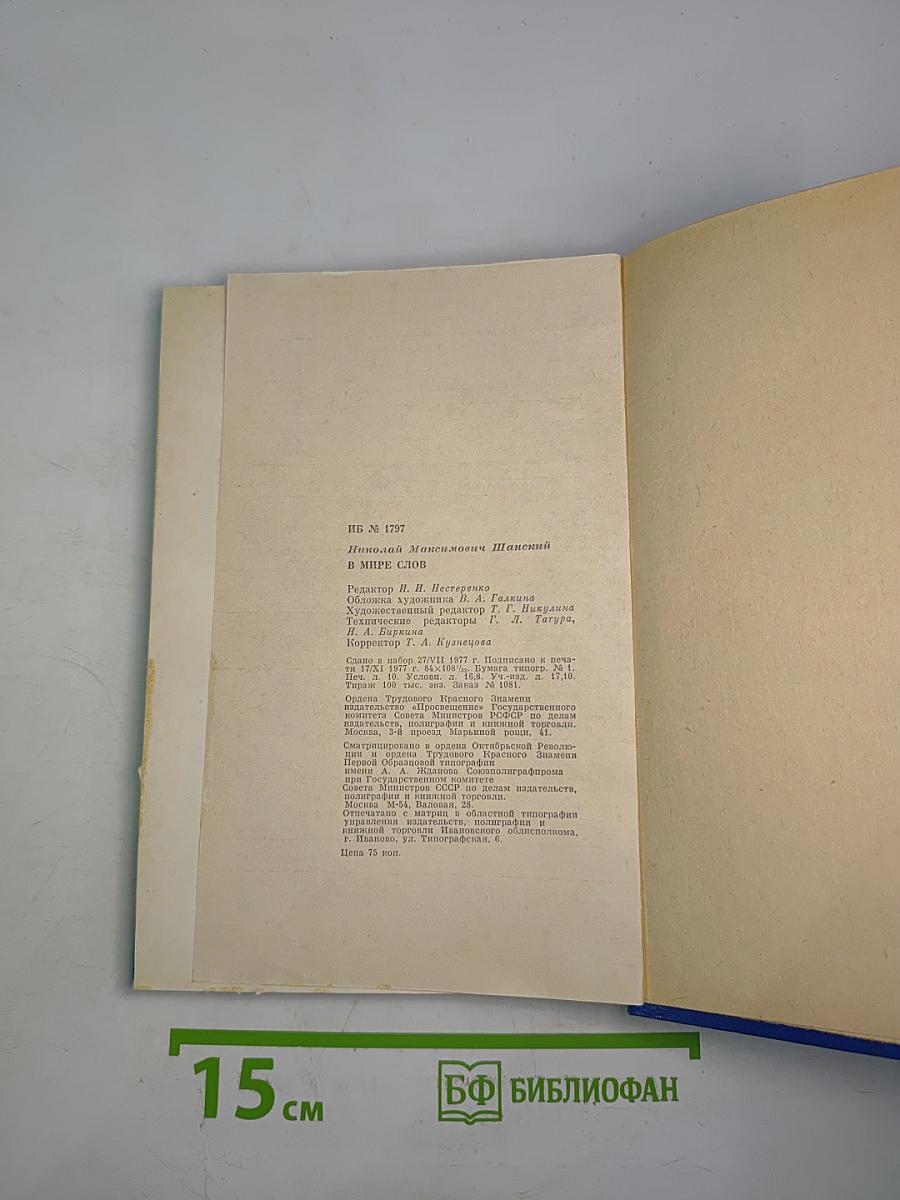 ИБ № 1797
Николай Максимович Шанский
В МИРЕ СЛОВ
Редактор И. И. Нестеренко
Обложка художника В. А. Галкина
Художественный редактор Т. Г. Никулина
Технические редакторы Г. Л. Татура,
Н. А. Биркина
Корректор Т. А. Кузнецова
Сдано в набор 27/VII 1977 г. Подписано к печа-
ти 17/XI 1977 г. 84×108¹/₃₂. Бумага типогр. № 1.
Печ. л. 10. Условн. л. 16,8. Уч.-изд. л. 17,10.
Тираж 100 тыс. экз. Заказ № 1081.
Ордена Трудового Красного Знамени
издательство «Просвещение» Государственного
комитета Совета Министров РСФСР по делам
издательств, полиграфии и книжной торговли.
Москва, 3-й проезд Марьиной рощи, 41.
Сматрицировано в ордена Октябрьской Револю-
ции и ордена Трудового Красного Знамени
Первой Образцовой типографии
имени А. А. Жданова Союзполиграфпрома
при Государственном комитете
Совета Министров СССР по делам издательств,
полиграфии и книжной торговли.
Москва М-54, Валовая, 28.
Отпечатано с матриц в областной типографии
управления издательств, полиграфии и
книжной торговли Ивановского облисполкома,
г. Иваново, ул. Типографская, 6.
Цена 75 коп.
15 см
БФ БИБЛИОФАН